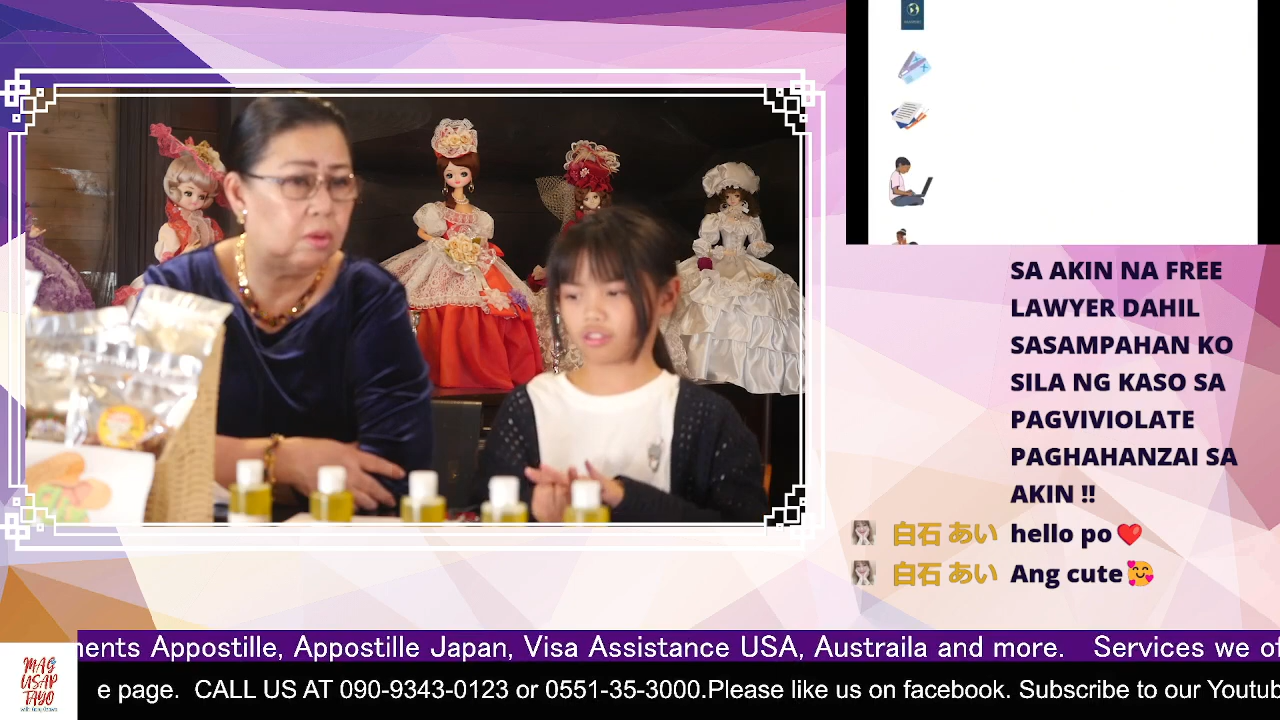 SA AKIN NA FREE
LAWYER DAHIL
SASAMPAHAN KO
SILA NG KASO SA
PAGVIVIOLATE
PAGHAHANZAI SA
AKIN !!
白石 あい hello po❤️
白石 あい Ang cute🥰
ments Appostille, Appostille Japan, Visa Assistance USA, Austraila and more. Services we of
MAG
USAP
TAYO
e page. CALL US AT 090-9343-0123 or 0551-35-3000.Please like us on facebook. Subscribe to our Youtub